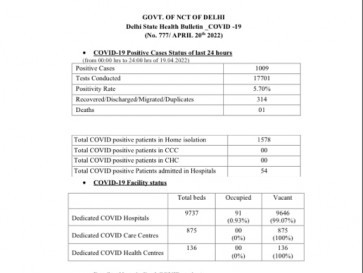 GOVT. OF NCT OF DELHI
Delhi State Health Bulletin _COVID -19
(No. 777/ APRIL 20th 2022)
• COVID-19 Positive Cases Status of last 24 hours
(from 00:00 hrs to 24:00 hrs of 19.04.2022)
Positive Cases 1009
Tests Conducted 17701
Positivity Rate 5.70%
Recovered/Discharged/Migrated/Duplicates 314
Deaths 01
Total COVID positive patients in Home isolation 1578
Total COVID positive patients in CCC 00
Total COVID positive patients in CHC 00
Total COVID positive Patients admitted in Hospitals 54
• COVID-19 Facility status
Total beds Occupied Vacant
Dedicated COVID Hospitals 9737 91 9646
(0.93%) (99.07%)
Dedicated COVID Care Centres 875 00 875
(0%) (100%)
Dedicated COVID Health Centres 136 00 136
(0%) (100%)